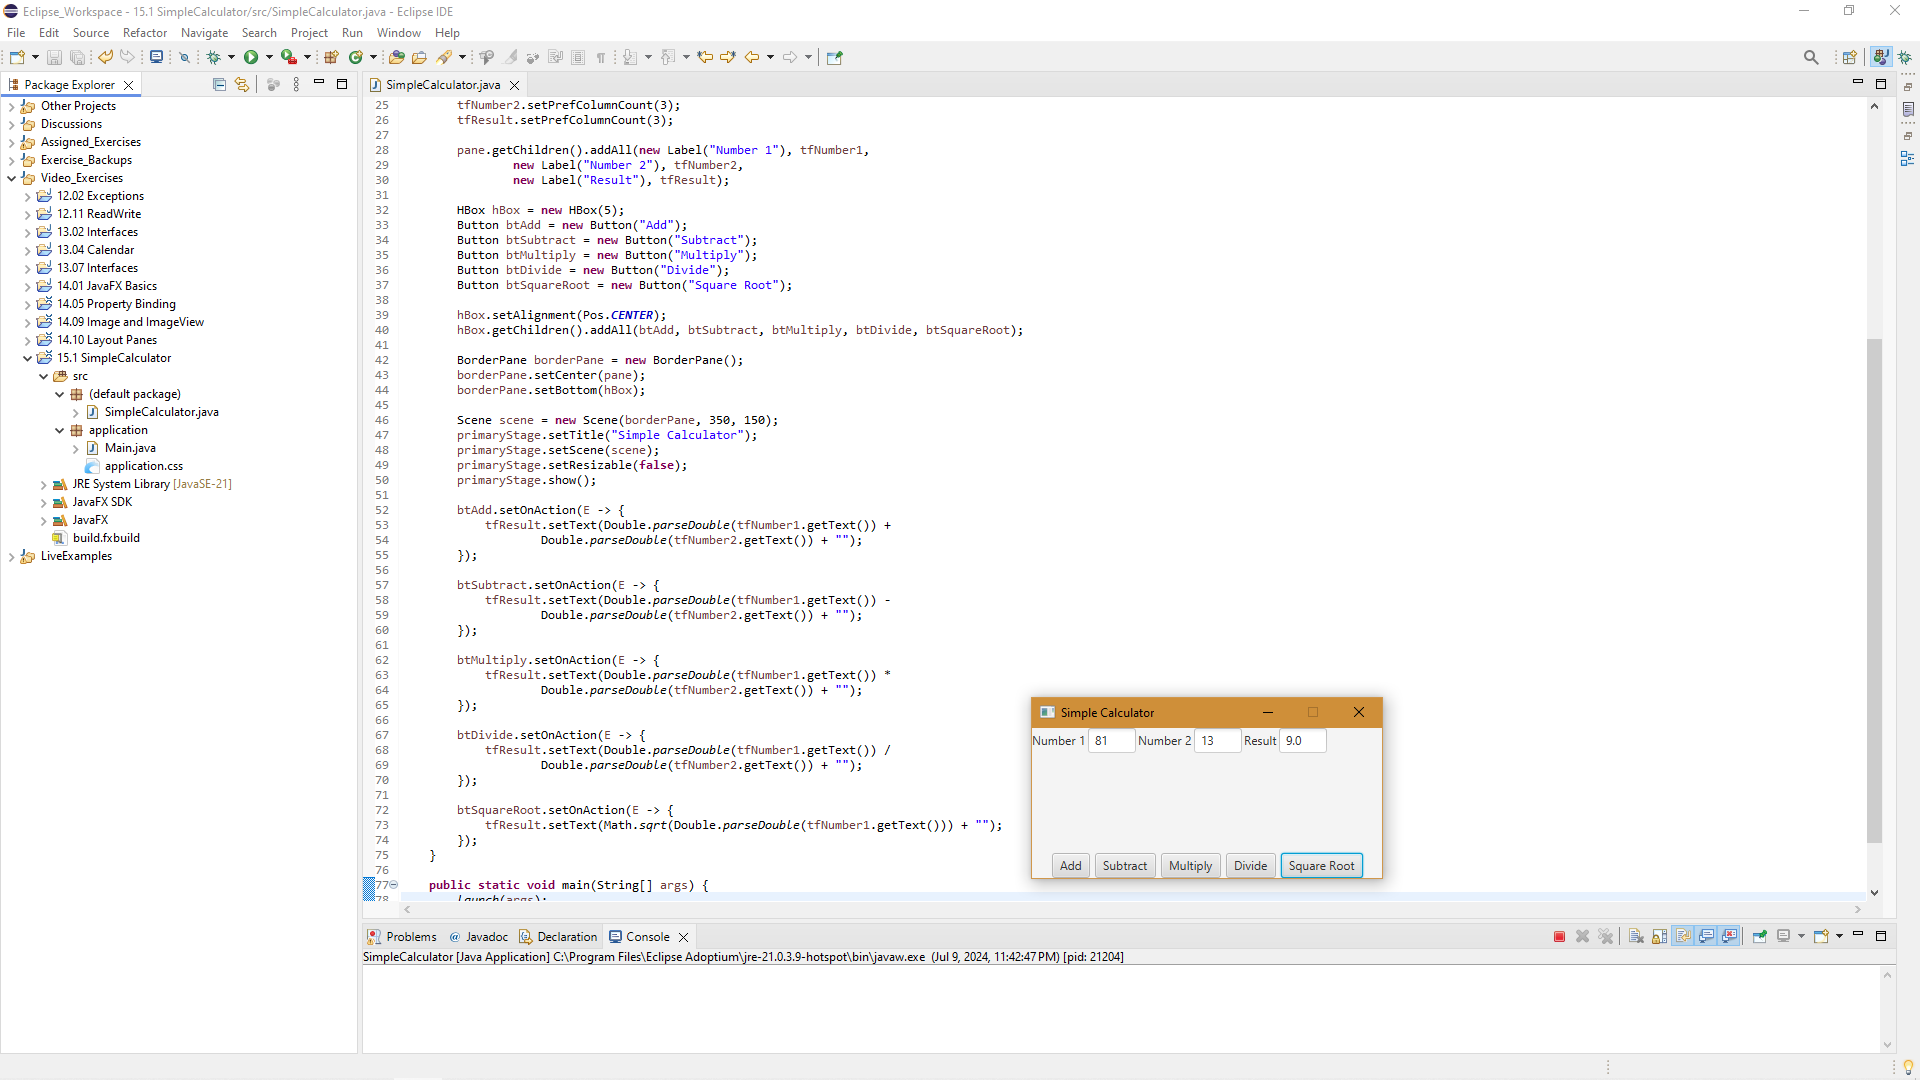 Eclipse_Workspace - 15.1 SimpleCalculator/src/SimpleCalculator.java - Eclipse IDE
File Edit Source Refactor Navigate Search Project Run Window Help
Package Explorer
Other Projects
Discussions
Assigned_Exercises
Exercise_Backups
Video_Exercises
12.02 Exceptions
12.11 ReadWrite
13.02 Interfaces
13.04 Calendar
13.07 Interfaces
14.01 JavaFX Basics
14.05 Property Binding
14.09 Image and ImageView
14.10 Layout Panes
15.1 SimpleCalculator
src
(default package)
SimpleCalculator.java
application
Main.java
application.css
JRE System Library [JavaSE-21]
JavaFX SDK
JavaFX
build.fxbuild
LiveExamples
SimpleCalculator.java
25 tfNumber2.setPrefColumnCount(3);
26 tfResult.setPrefColumnCount(3);
27
28 pane.getChildren().addAll(new Label("Number 1"), tfNumber1,
29 new Label("Number 2"), tfNumber2,
30 new Label("Result"), tfResult);
31
32 HBox hBox = new HBox(5);
33 Button btAdd = new Button("Add");
34 Button btSubtract = new Button("Subtract");
35 Button btMultiply = new Button("Multiply");
36 Button btDivide = new Button("Divide");
37 Button btSquareRoot = new Button("Square Root");
38
39 hBox.setAlignment(Pos.CENTER);
40 hBox.getChildren().addAll(btAdd, btSubtract, btMultiply, btDivide, btSquareRoot);
41
42 BorderPane borderPane = new BorderPane();
43 borderPane.setCenter(pane);
44 borderPane.setBottom(hBox);
45
46 Scene scene = new Scene(borderPane, 350, 150);
47 primaryStage.setTitle("Simple Calculator");
48 primaryStage.setScene(scene);
49 primaryStage.setResizable(false);
50 primaryStage.show();
51
52 btAdd.setOnAction(E -> {
53 tfResult.setText(Double.parseDouble(tfNumber1.getText()) +
54 Double.parseDouble(tfNumber2.getText()) + "");
55 });
56
57 btSubtract.setOnAction(E -> {
58 tfResult.setText(Double.parseDouble(tfNumber1.getText()) -
59 Double.parseDouble(tfNumber2.getText()) + "");
60 });
61
62 btMultiply.setOnAction(E -> {
63 tfResult.setText(Double.parseDouble(tfNumber1.getText()) *
64 Double.parseDouble(tfNumber2.getText()) + "");
65 });
66
67 btDivide.setOnAction(E -> {
68 tfResult.setText(Double.parseDouble(tfNumber1.getText()) /
69 Double.parseDouble(tfNumber2.getText()) + "");
70 });
71
72 btSquareRoot.setOnAction(E -> {
73 tfResult.setText(Math.sqrt(Double.parseDouble(tfNumber1.getText())) + "");
74 });
75 }
76
77 public static void main(String[] args) {
78 launch(args);
Simple Calculator
Number 1 81 Number 2 13 Result 9.0
Add Subtract Multiply Divide Square Root
Problems @ Javadoc Declaration Console
SimpleCalculator [Java Application] C:\Program Files\Eclipse Adoptium\jre-21.0.3.9-hotspot\bin\javaw.exe (Jul 9, 2024, 11:42:47 PM) [pid: 21204]